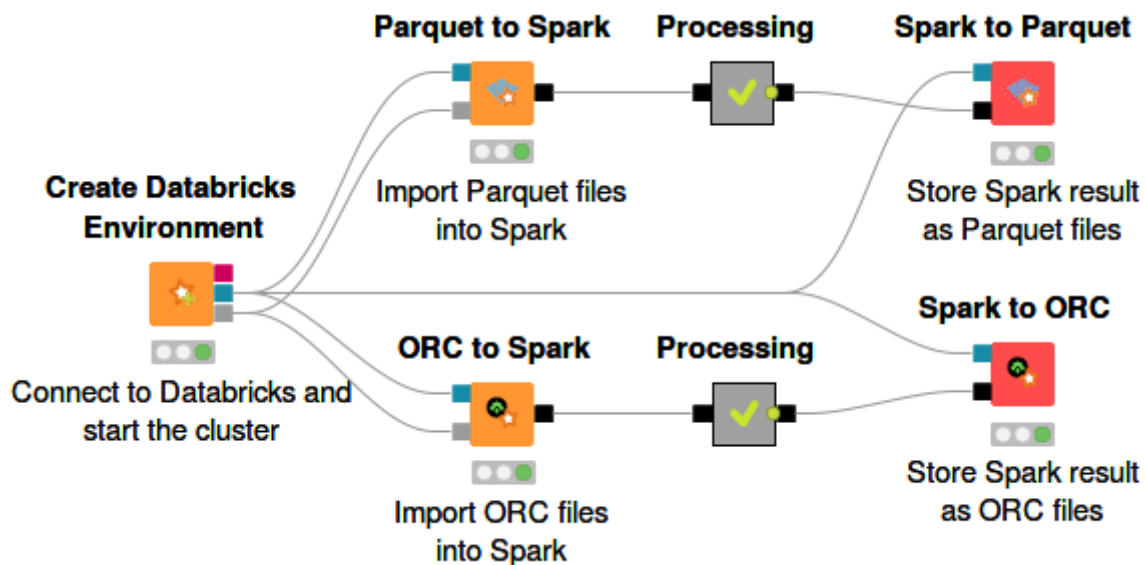 Parquet to Spark
Processing
Spark to Parquet
Import Parquet files
into Spark
Store Spark result
as Parquet files
Create Databricks
Environment
Connect to Databricks and
start the cluster
ORC to Spark
Processing
Spark to ORC
Import ORC files
into Spark
Store Spark result
as ORC files